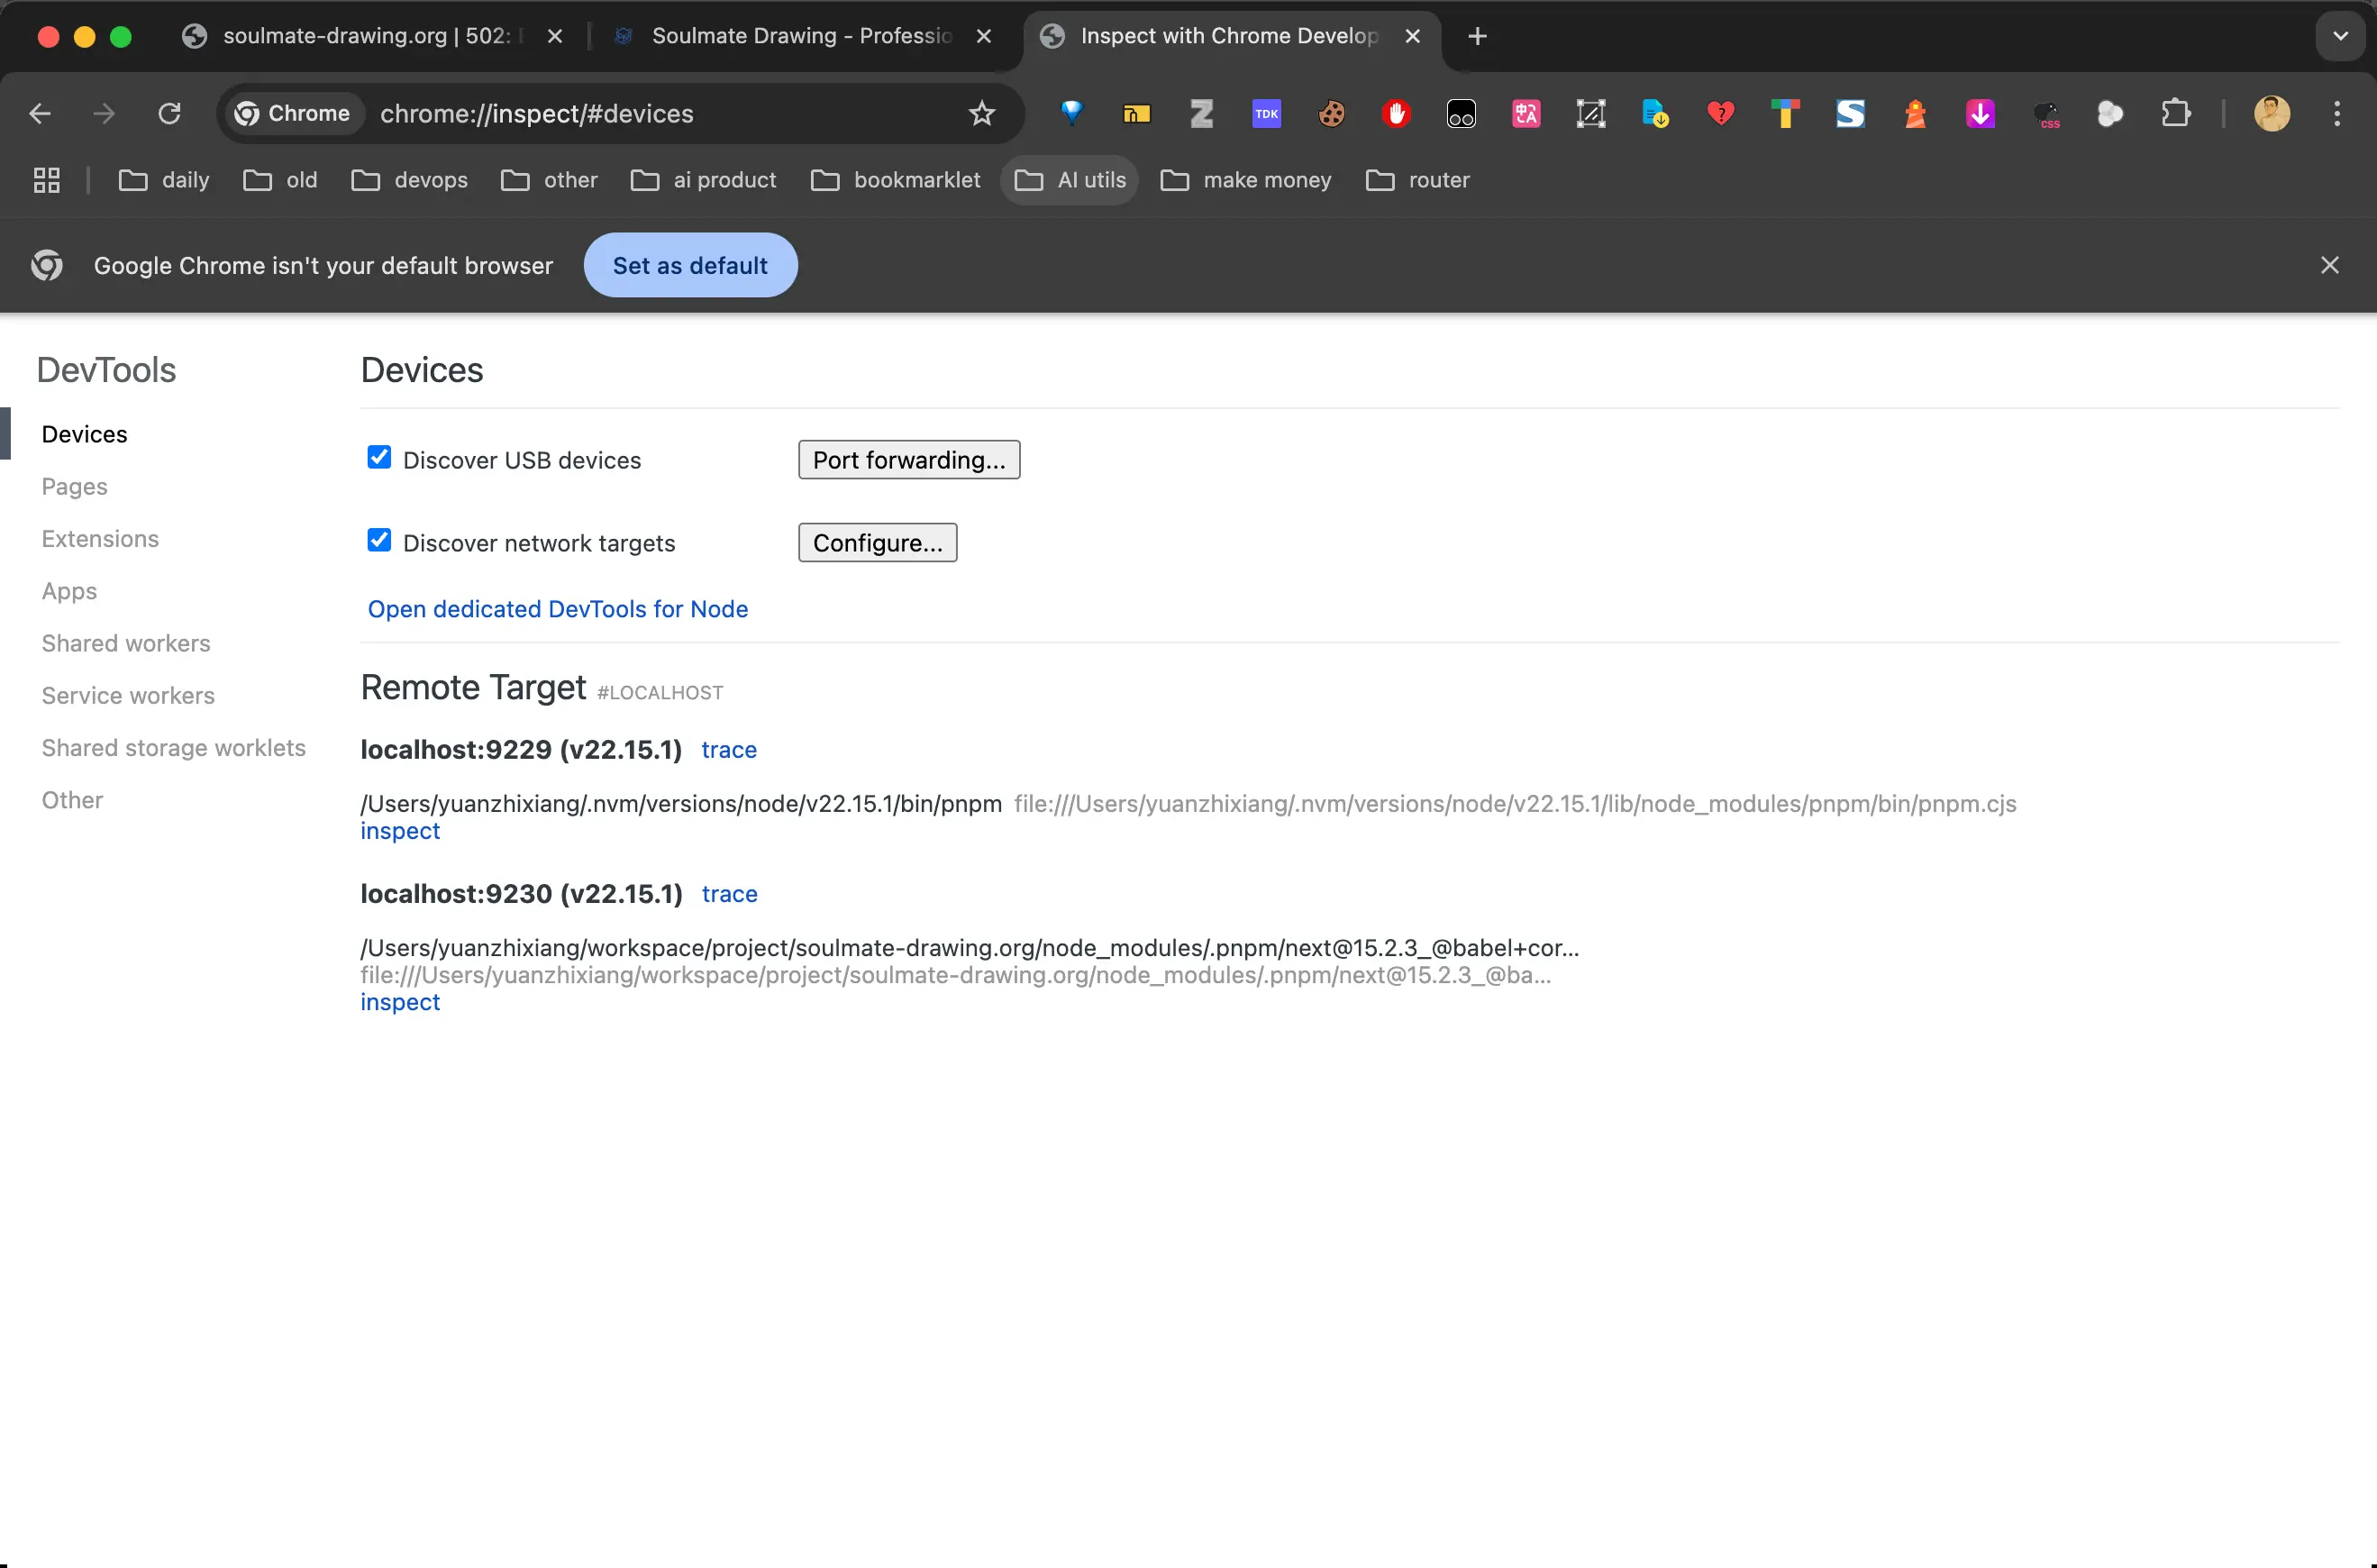 soulmate-drawing.org | 502:
Soulmate Drawing - Professio
Inspect with Chrome Develop
Chrome
chrome://inspect/#devices
TDK
css
daily
old
devops
other
ai product
bookmarklet
AI utils
make money
router
Google Chrome isn't your default browser
Set as default
DevTools
Devices
Pages
Extensions
Apps
Shared workers
Service workers
Shared storage worklets
Other
Devices
Discover USB devices
Port forwarding...
Discover network targets
Configure...
Open dedicated DevTools for Node
Remote Target #LOCALHOST
localhost:9229 (v22.15.1) trace
/Users/yuanzhixiang/.nvm/versions/node/v22.15.1/bin/pnpm file:///Users/yuanzhixiang/.nvm/versions/node/v22.15.1/lib/node_modules/pnpm/bin/pnpm.cjs
inspect
localhost:9230 (v22.15.1) trace
/Users/yuanzhixiang/workspace/project/soulmate-drawing.org/node_modules/.pnpm/next@15.2.3_@babel+cor...
file:///Users/yuanzhixiang/workspace/project/soulmate-drawing.org/node_modules/.pnpm/next@15.2.3_@ba...
inspect